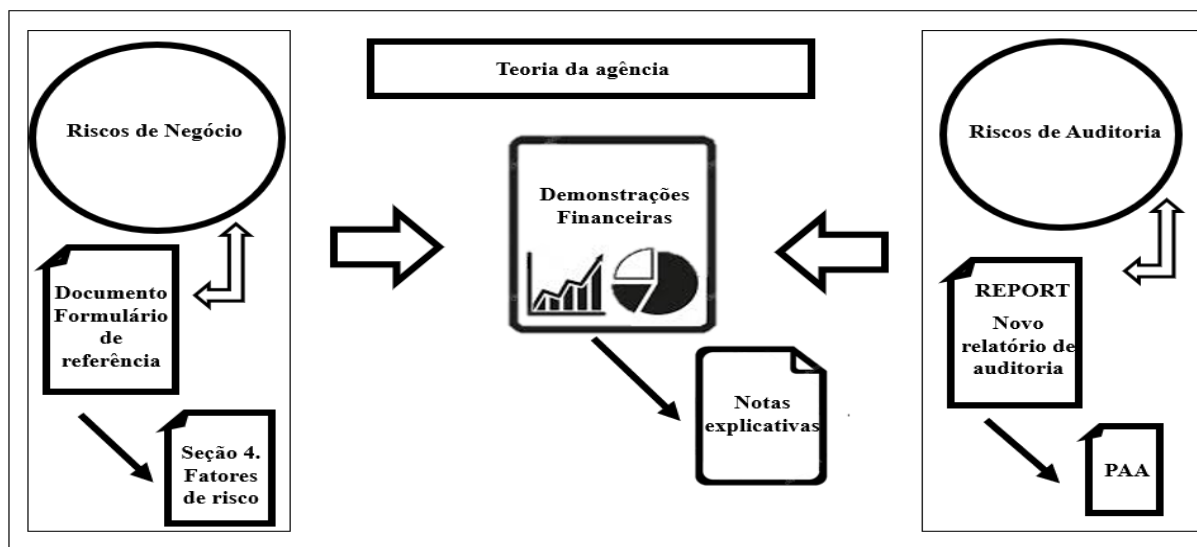 Teoria da agência
Riscos de Negócio
Documento
Formulário
de
referência
Seção 4.
Fatores
de risco
Demonstrações
Financeiras
Notas
explicativas
Riscos de Auditoria
REPORT
Novo
relatório de
auditoria
PAA